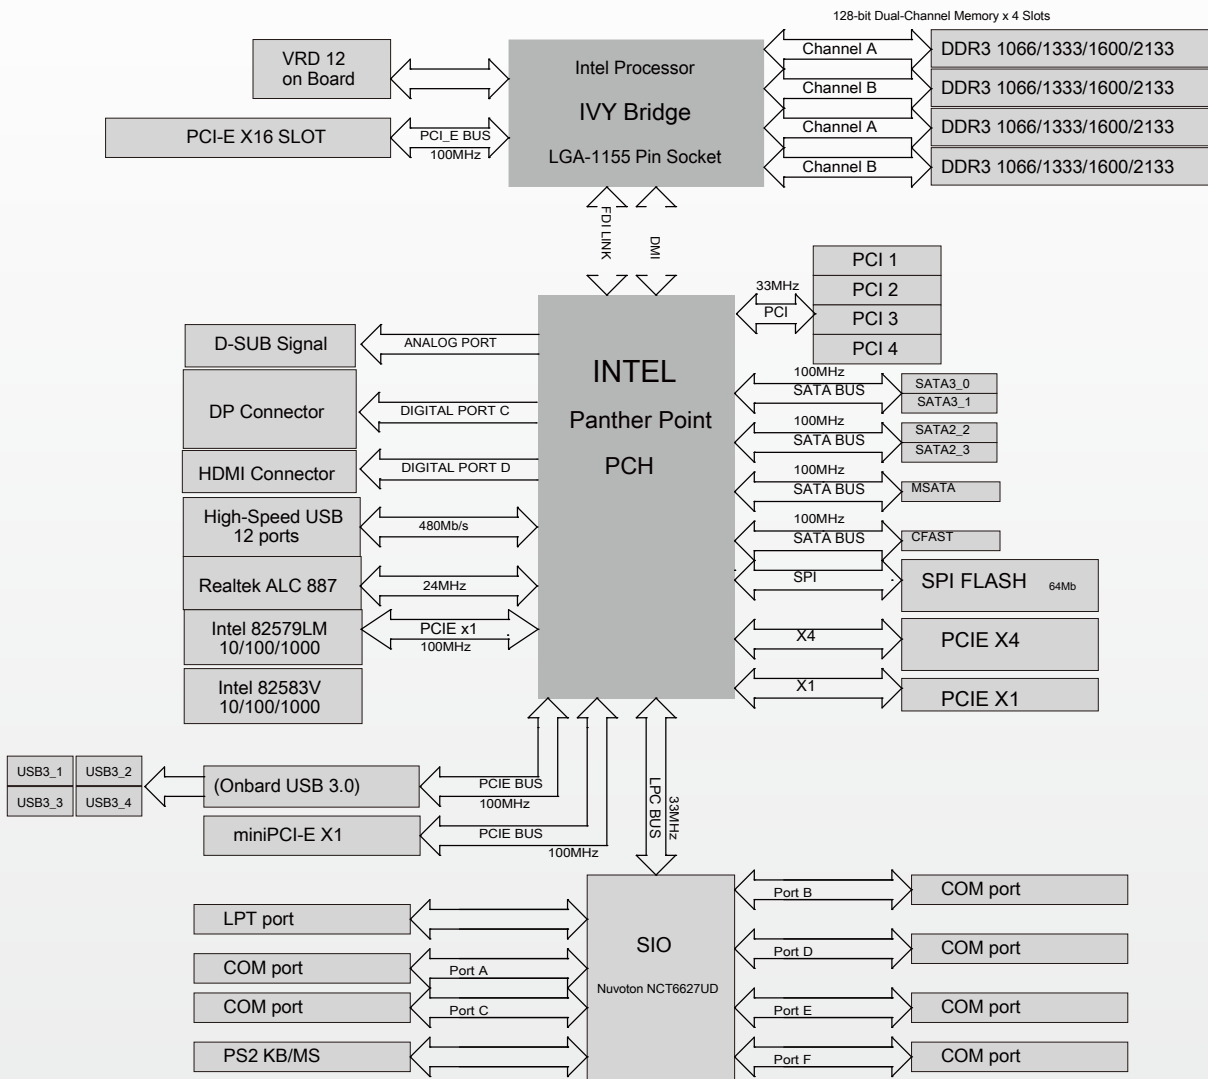 128-bit Dual-Channel Memory x 4 Slots
VRD 12
on Board
PCI-E X16 SLOT
PCI_E BUS
100MHz
Intel Processor
IVY Bridge
LGA-1155 Pin Socket
Channel A
DDR3 1066/1333/1600/2133
Channel B
DDR3 1066/1333/1600/2133
Channel A
DDR3 1066/1333/1600/2133
Channel B
DDR3 1066/1333/1600/2133
FDI LINK
DMI
33MHz
PCI
PCI 1
PCI 2
PCI 3
PCI 4
D-SUB Signal
ANALOG PORT
DP Connector
DIGITAL PORT C
HDMI Connector
DIGITAL PORT D
High-Speed USB
12 ports
480Mb/s
Realtek ALC 887
24MHz
Intel 82579LM
10/100/1000
PCIE x1
100MHz
Intel 82583V
10/100/1000
INTEL
Panther Point
PCH
100MHz
SATA BUS
SATA3_0
SATA3_1
100MHz
SATA BUS
SATA2_2
SATA2_3
100MHz
SATA BUS
MSATA
100MHz
SATA BUS
CFAST
SPI
SPI FLASH 64Mb
X4
PCIE X4
X1
PCIE X1
USB3_1 USB3_2
USB3_3 USB3_4
(Onbard USB 3.0)
PCIE BUS
100MHz
miniPCI-E X1
PCIE BUS
100MHz
LPC BUS
33MHz
LPT port
COM port
Port A
COM port
Port C
PS2 KB/MS
SIO
Nuvoton NCT6627UD
Port B
COM port
Port D
COM port
Port E
COM port
Port F
COM port